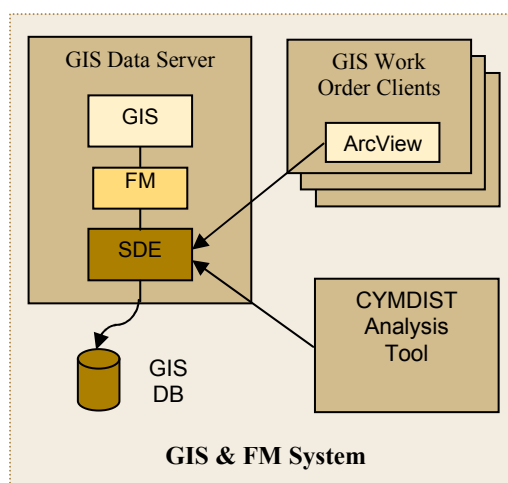 GIS Data Server
GIS
FM
SDE
GIS
DB
GIS Work
Order Clients
ArcView
CYMDIST
Analysis
Tool
GIS & FM System